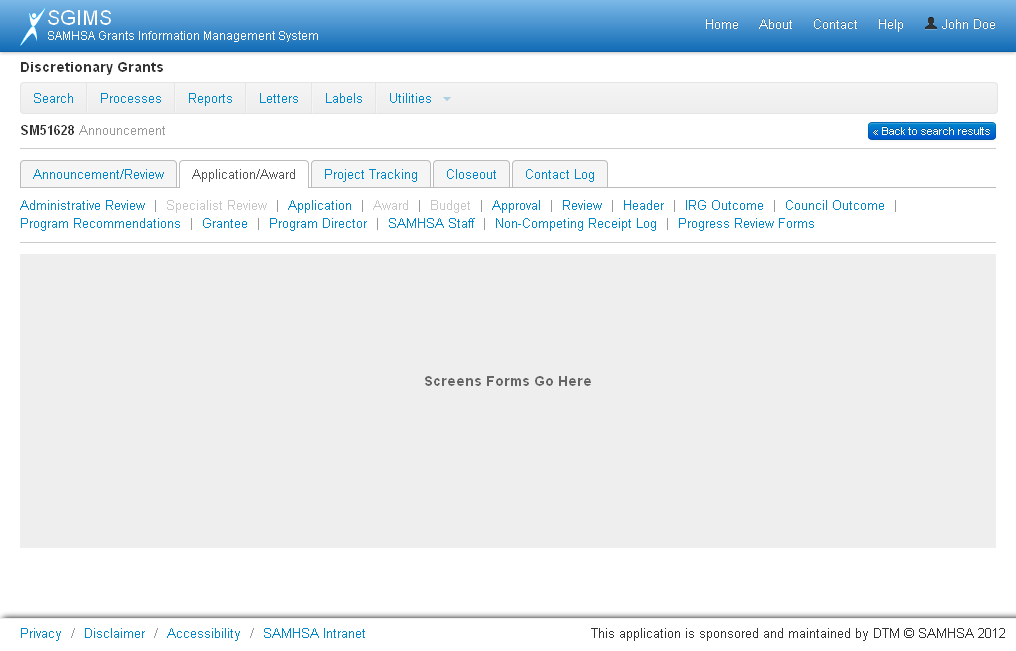 SGIMS
SAMHSA Grants Information Management System
Home About Contact Help John Doe
Discretionary Grants
Search Processes Reports Letters Labels Utilities
SM51628 Announcement
« Back to search results
Announcement/Review Application/Award Project Tracking Closeout Contact Log
Administrative Review | Specialist Review | Application | Award | Budget | Approval | Review | Header | IRG Outcome | Council Outcome |
Program Recommendations | Grantee | Program Director | SAMHSA Staff | Non-Competing Receipt Log | Progress Review Forms
Screens Forms Go Here
Privacy / Disclaimer / Accessibility / SAMHSA Intranet
This application is sponsored and maintained by DTM © SAMHSA 2012